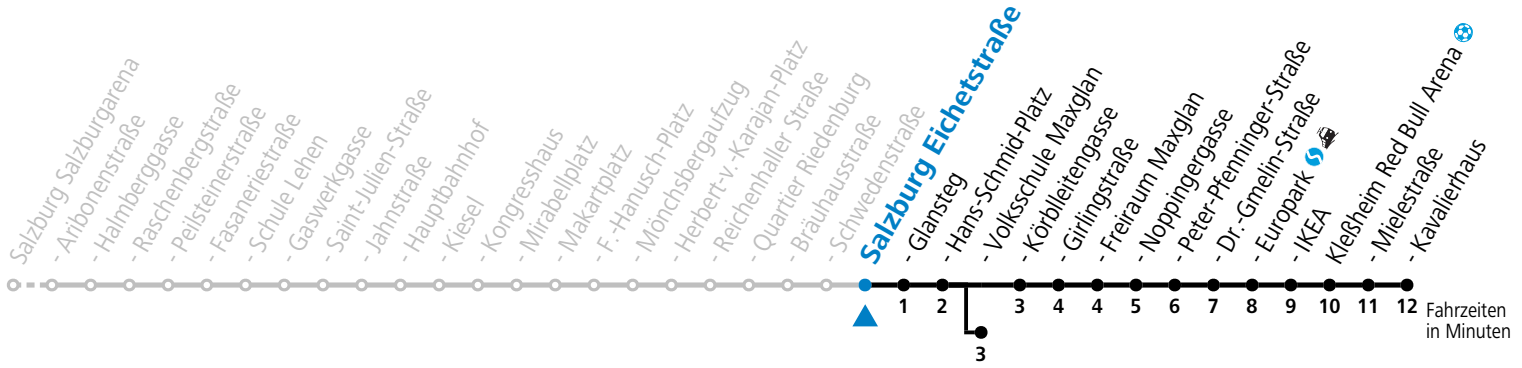 Salzburg Salzburgarena
- Aribonenstraße
- Halmberggasse
- Raschenbergstraße
- Peilsteinerstraße
- Fasaneriestraße
- Schule Lehen
- Gaswerkgasse
- Saint-Julien-Straße
- Jahnstraße
- Hauptbahnhof
- Kiesel
- Kongresshaus
- Mirabellplatz
- Makartplatz
- F.-Hanusch-Platz
- Mönchsbergaufzug
- Herbert-v.-Karajan-Platz
- Reichenhaller Straße
- Quartier Riedenburg
- Bräuhausstraße
- Schwedenstraße
Salzburg Eichetstraße
- Glansteg
- Hans-Schmid-Platz
- Volksschule Maxglan
- Körblleitengasse
- Girlingstraße
- Freiraum Maxglan
- Noppingergasse
- Peter-Pfenninger-Straße
- Dr.-Gmelin-Straße
- Europark
- IKEA
Kleßheim Red Bull Arena
- Mielestraße
- Kavalierhaus
1 2 3 4 4 5 6 7 8 9 10 11 12 Fahrzeiten
in Minuten
3